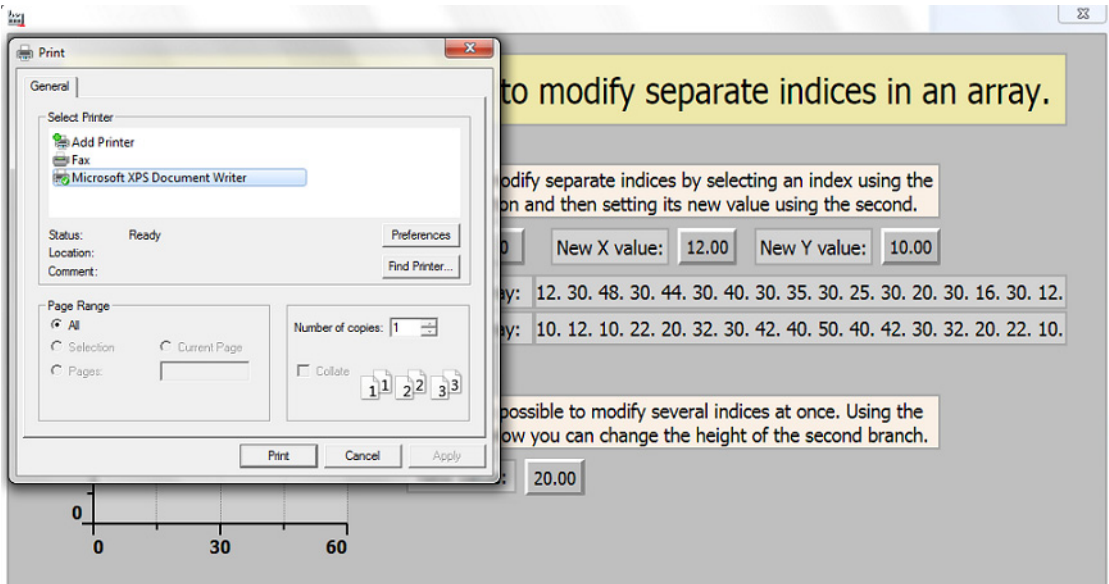 Print
General
Select Printer
Add Printer
Fax
Microsoft XPS Document Writer
Status: Ready
Location:
Comment:
Preferences
Find Printer...
Page Range
All
Selection
Current Page
Pages:
Number of copies: 1
Collate
1 1 2 2 3 3
Print
Cancel
Apply
to modify separate indices in an array.
separate indices by selecting an index using the
and then setting its new value using the second.
New X value: 12.00 New Y value: 10.00
12. 30. 48. 30. 44. 30. 40. 30. 35. 30. 25. 30. 20. 30. 16. 30. 12.
10. 12. 10. 22. 20. 32. 30. 42. 40. 50. 40. 42. 30. 32. 20. 22. 10.
possible to modify several indices at once. Using the
you can change the height of the second branch.
20.00
0
0 30 60